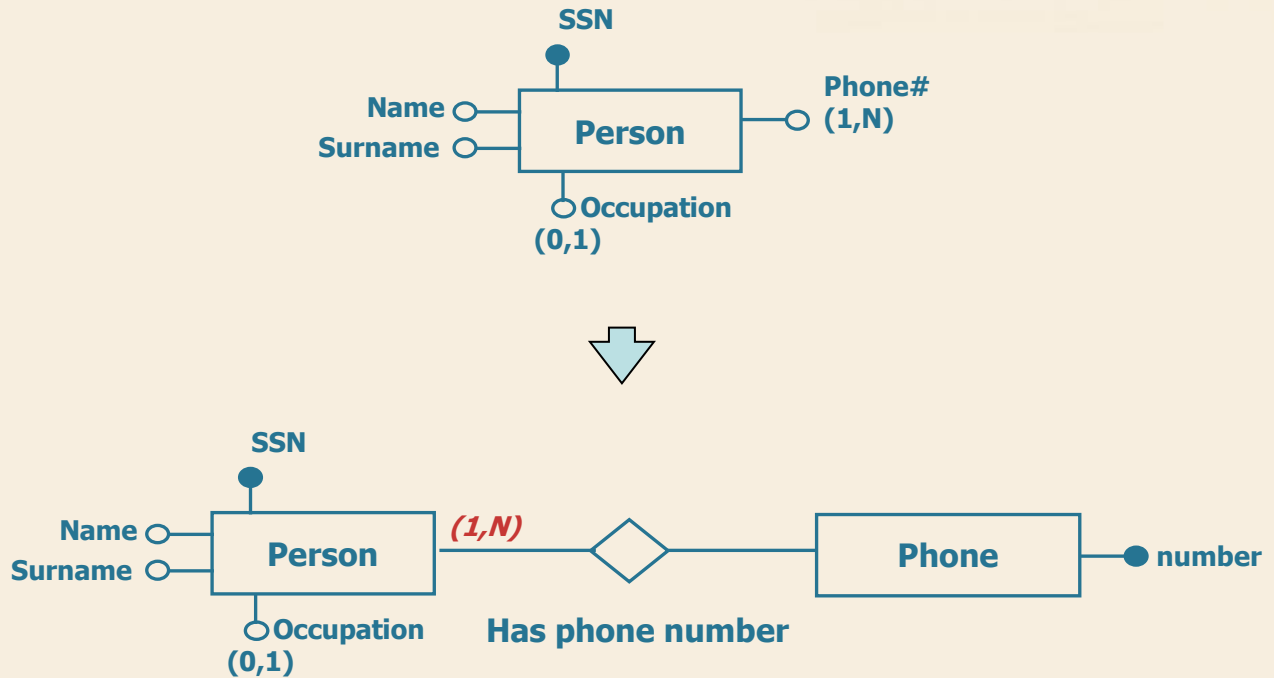 SSN
Name
Surname
Person
Phone#
(1,N)
Occupation
(0,1)
SSN
Name
Surname
Person
(1,N)
Phone
number
Occupation
(0,1)
Has phone number